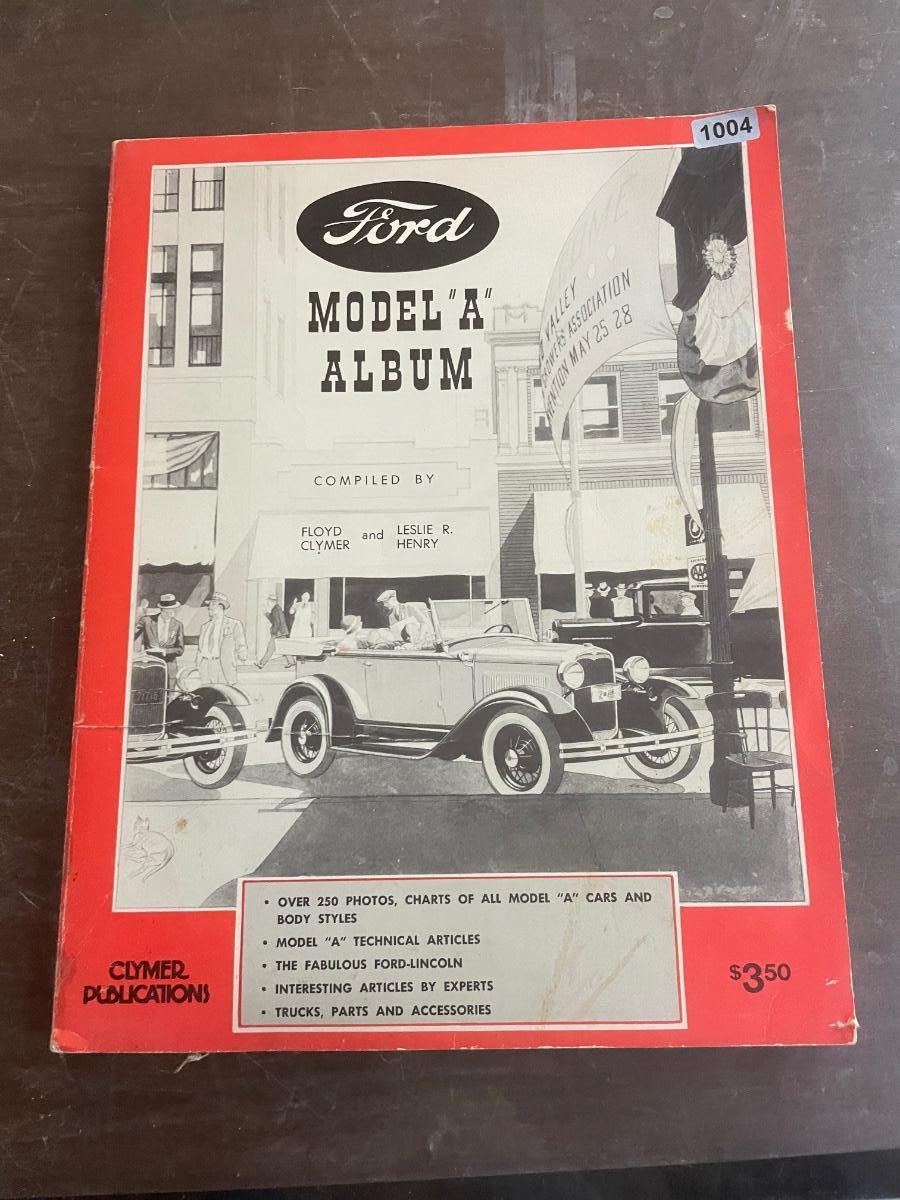 1004
Ford
MODEL "A"
ALBUM
VALLEY
ASSOCIATION
MAY 25 28
COMPILED BY
FLOYD CLYMER and LESLIE R. HENRY
• OVER 250 PHOTOS, CHARTS OF ALL MODEL "A" CARS AND
BODY STYLES
• MODEL "A" TECHNICAL ARTICLES
• THE FABULOUS FORD-LINCOLN
• INTERESTING ARTICLES BY EXPERTS
• TRUCKS, PARTS AND ACCESSORIES
CLYMER
PUBLICATIONS
$3.50